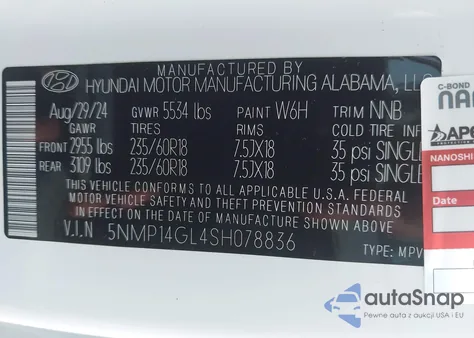 MANUFACTURED BY
HYUNDAI MOTOR MANUFACTURING ALABAMA, LLC
Aug/29/24 GVWR 5534 lbs PAINT W6H TRIM NNB
GAWR TIRES RIMS COLD TIRE INF
FRONT 2955 lbs 235/60R18 7.5JX18 35 psi SINGLE
REAR 3109 lbs 235/60R18 7.5JX18 35 psi SINGLE
THIS VEHICLE CONFORMS TO ALL APPLICABLE U.S.A. FEDERAL
MOTOR VEHICLE SAFETY AND THEFT PREVENTION STANDARDS
IN EFFECT ON THE DATE OF MANUFACTURE SHOWN ABOVE.
V.I.N 5NMP14GL4SH078836
TYPE: MPV
C-BOND
NAN
APC
NANOSHI
Date
Dealer
autoSnap
Pewne auta z aukcji USA i EU